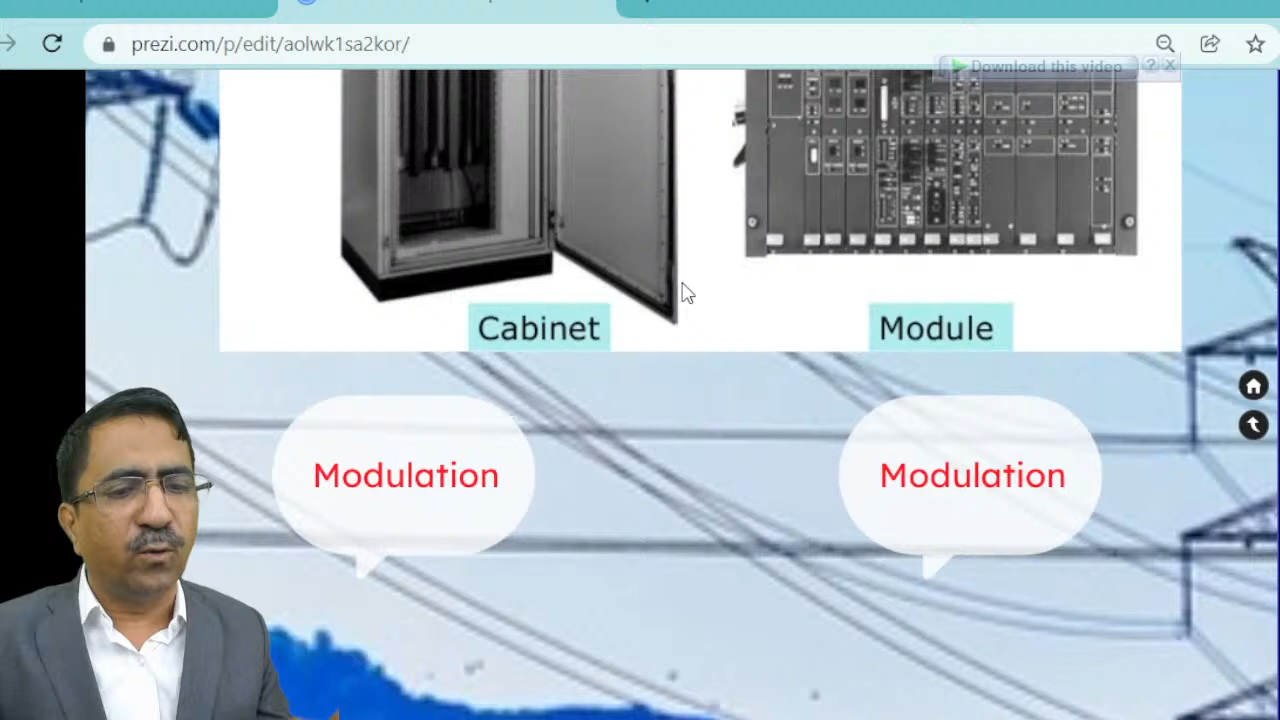 prezi.com/p/edit/aolwk1sa2kor/
Download this video ? X
Cabinet
Module
Modulation
Modulation